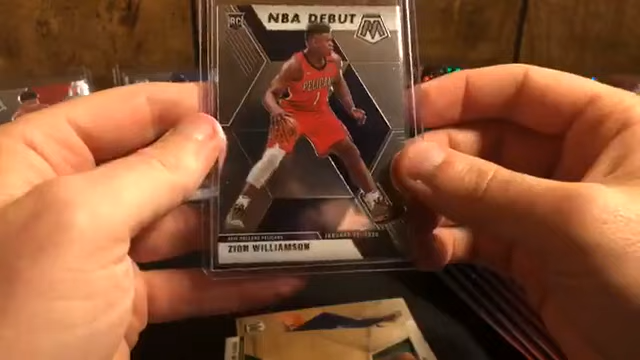 RC NBA DEBUT M
PELICANS
1
NEW ORLEANS PELICANS
ZION WILLIAMSON